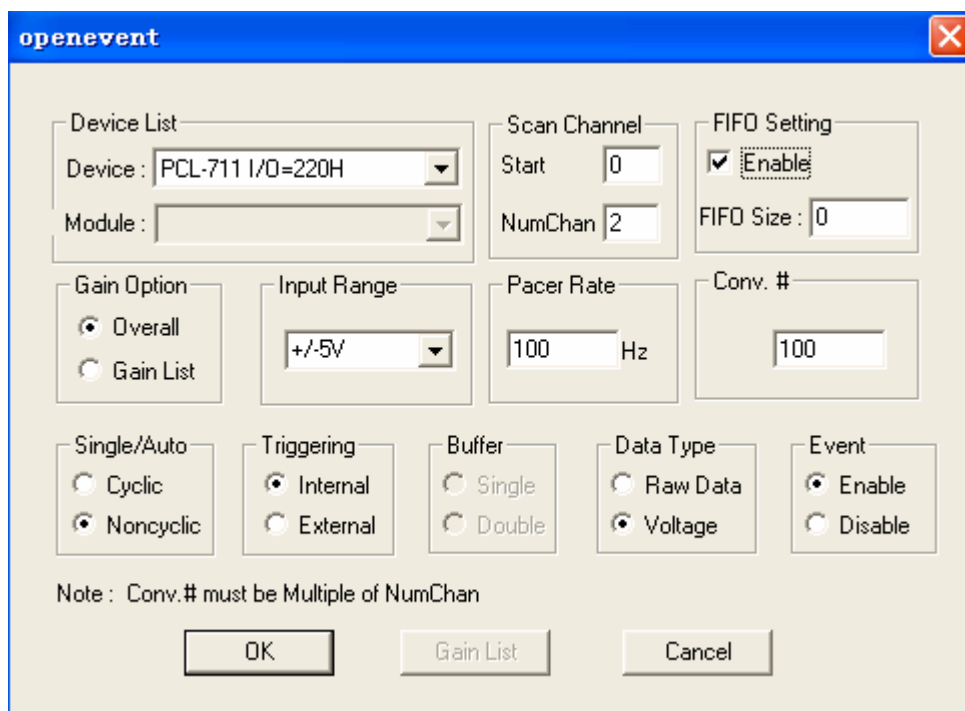 openevent
Device List
Device : PCL-711 I/O=220H
Module :
Scan Channel
Start 0
NumChan 2
FIFO Setting
Enable
FIFO Size : 0
Gain Option
Overall
Gain List
Input Range
+/-5V
Pacer Rate
100 Hz
Conv. #
100
Single/Auto
Cyclic
Noncyclic
Triggering
Internal
External
Buffer
Single
Double
Data Type
Raw Data
Voltage
Event
Enable
Disable
Note : Conv.# must be Multiple of NumChan
OK
Gain List
Cancel